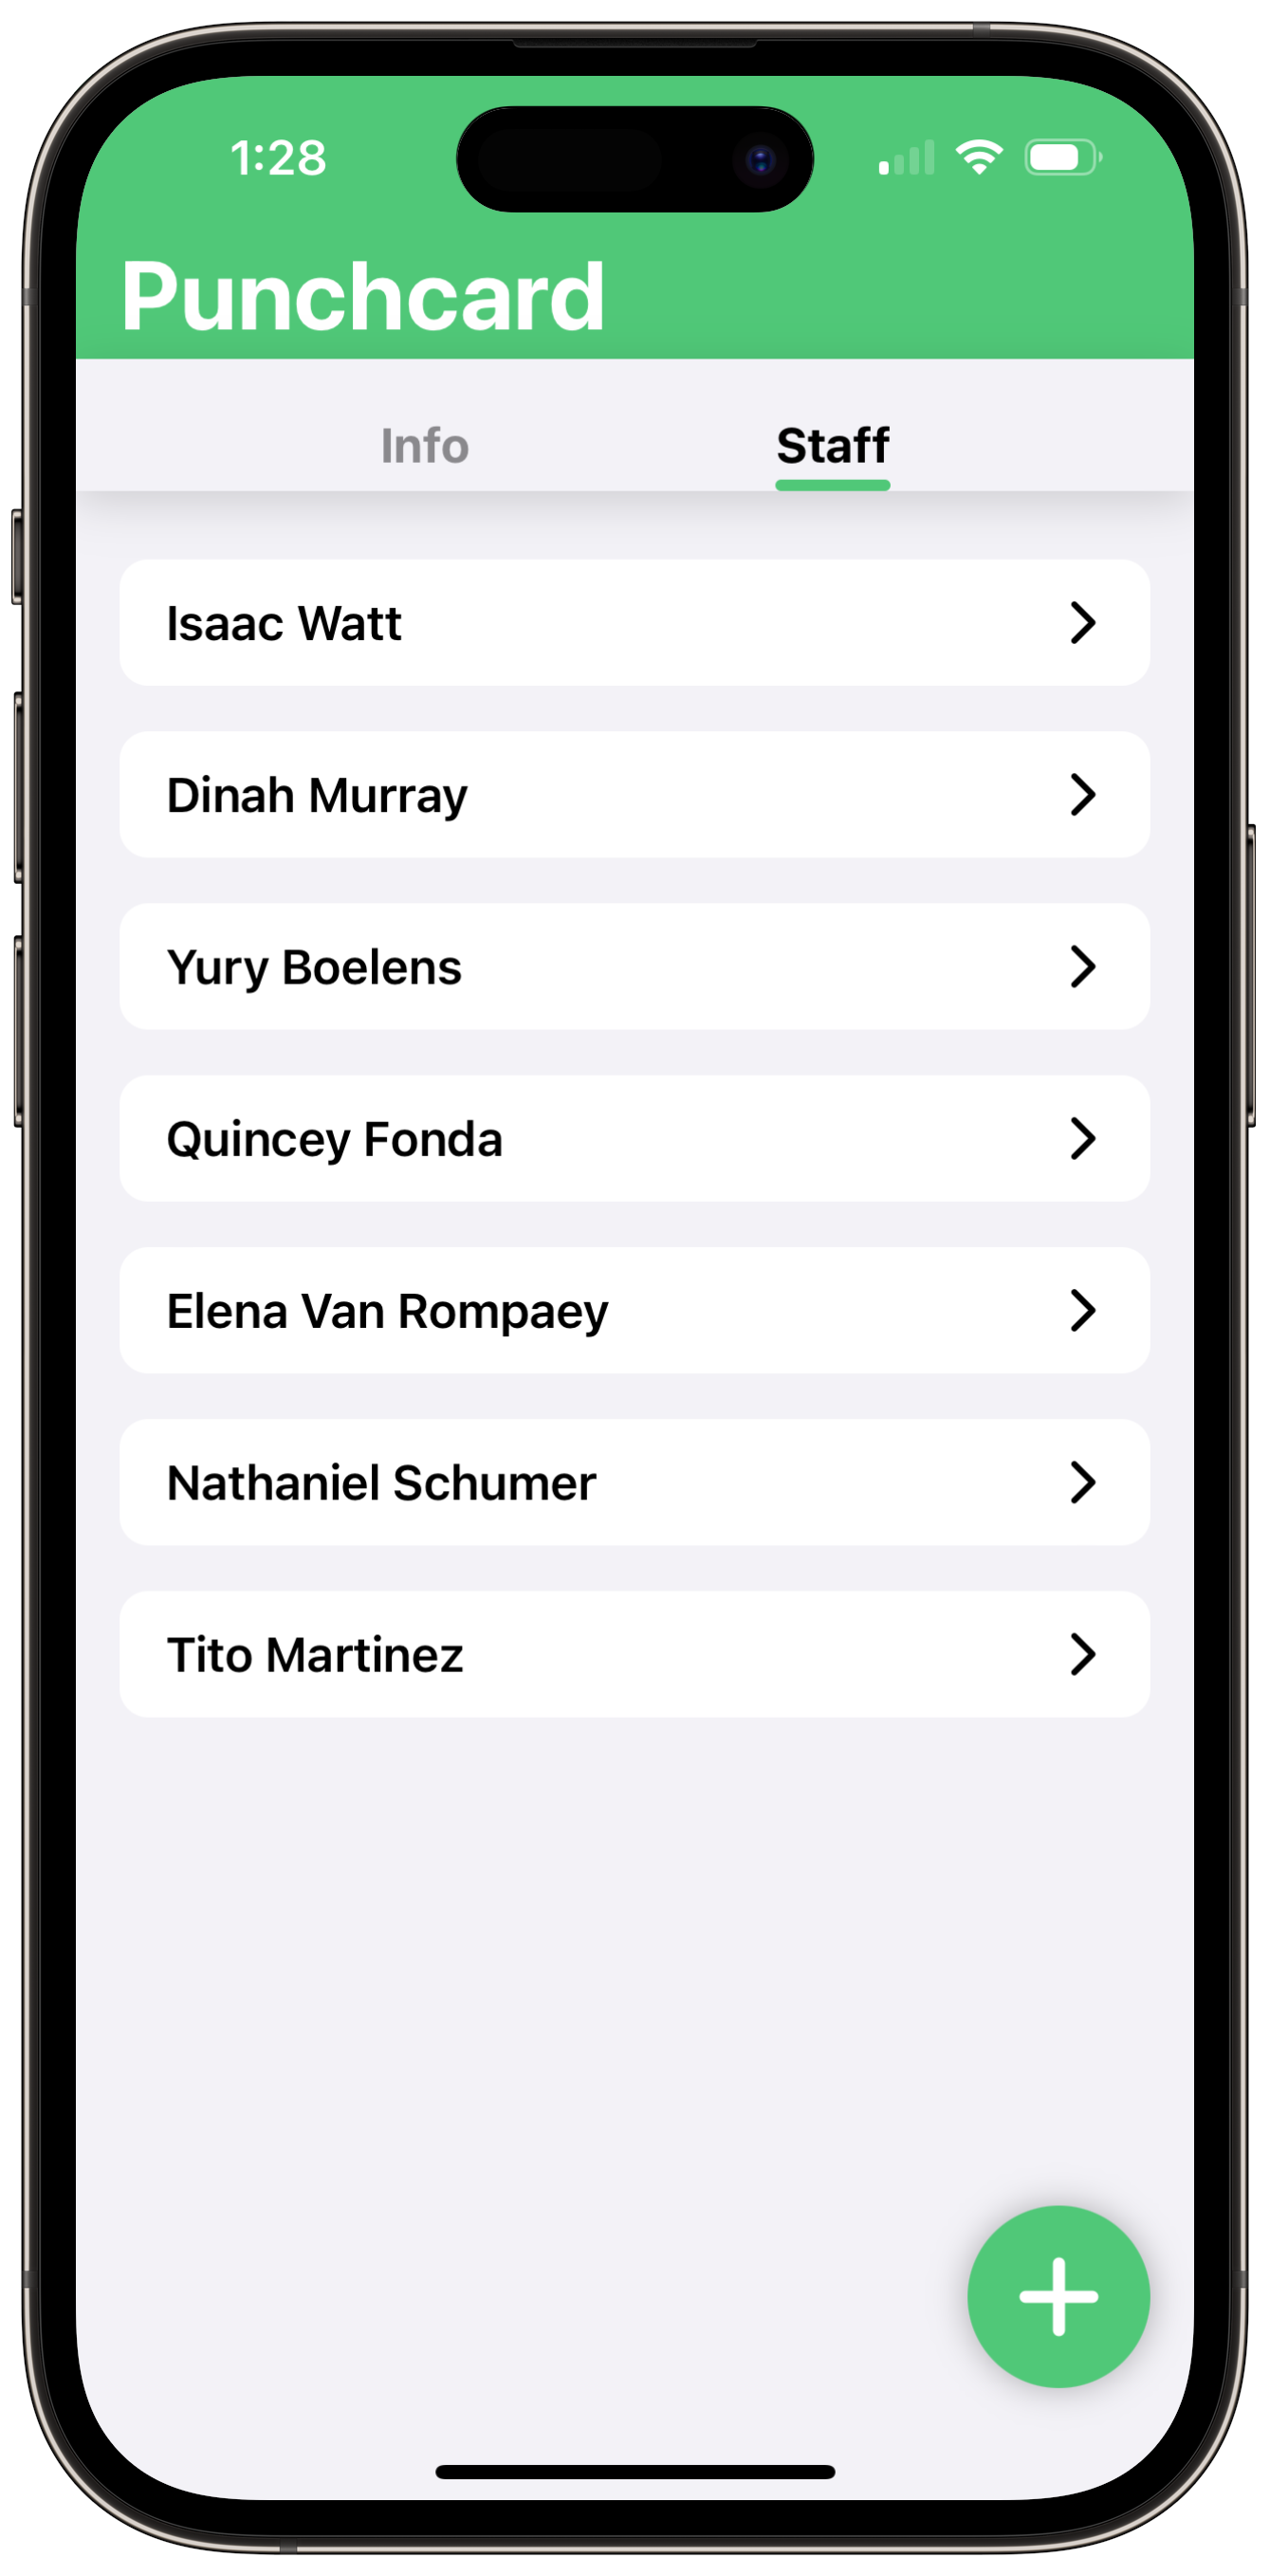 1:28
Punchcard
Info Staff
Isaac Watt
Dinah Murray
Yury Boelens
Quincey Fonda
Elena Van Rompaey
Nathaniel Schumer
Tito Martinez